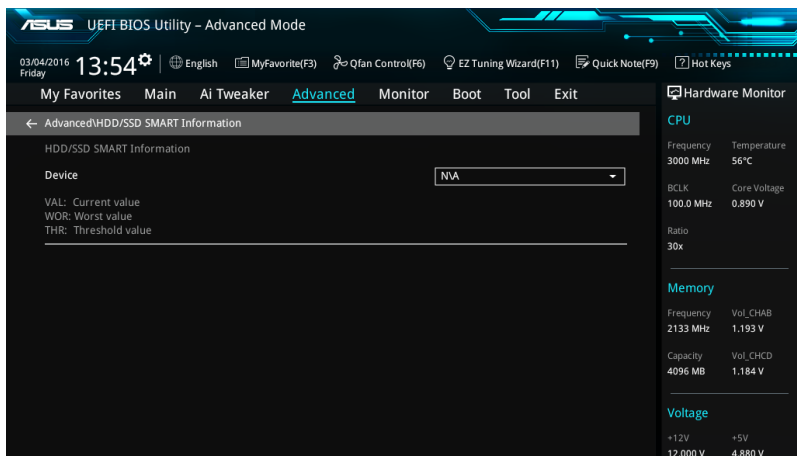 ASUS UEFI BIOS Utility – Advanced Mode
03/04/2016 Friday 13:54 English MyFavorite(F3) Qfan Control(F6) EZ Tuning Wizard(F11) Quick Note(F9) ? Hot Keys
My Favorites Main Ai Tweaker Advanced Monitor Boot Tool Exit
← Advanced\HDD/SSD SMART Information
HDD/SSD SMART Information
Device N\A
VAL: Current value
WOR: Worst value
THR: Threshold value
Hardware Monitor
CPU
Frequency Temperature
3000 MHz 56°C
BCLK Core Voltage
100.0 MHz 0.890 V
Ratio
30x
Memory
Frequency Vol_CHAB
2133 MHz 1.193 V
Capacity Vol_CHCD
4096 MB 1.184 V
Voltage
+12V +5V
12.000 V 4.880 V